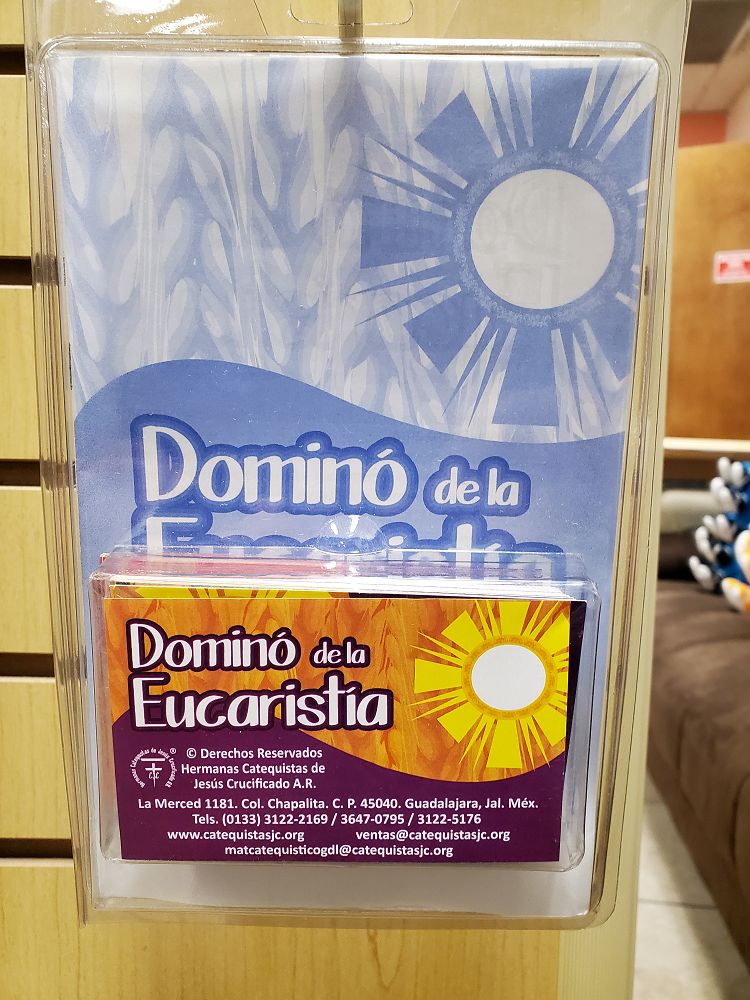 Dominó de la
Eucaristía
Dominó de la
Eucaristía
© Derechos Reservados
Hermanas Catequistas de
Jesús Crucificado A.R.
La Merced 1181. Col. Chapalita. C. P. 45040. Guadalajara, Jal. Méx.
Tels. (0133) 3122-2169 / 3647-0795 / 3122-5176
www.catequistasjc.org ventas@catequistasjc.org
matcatequisticogdl@catequistasjc.org